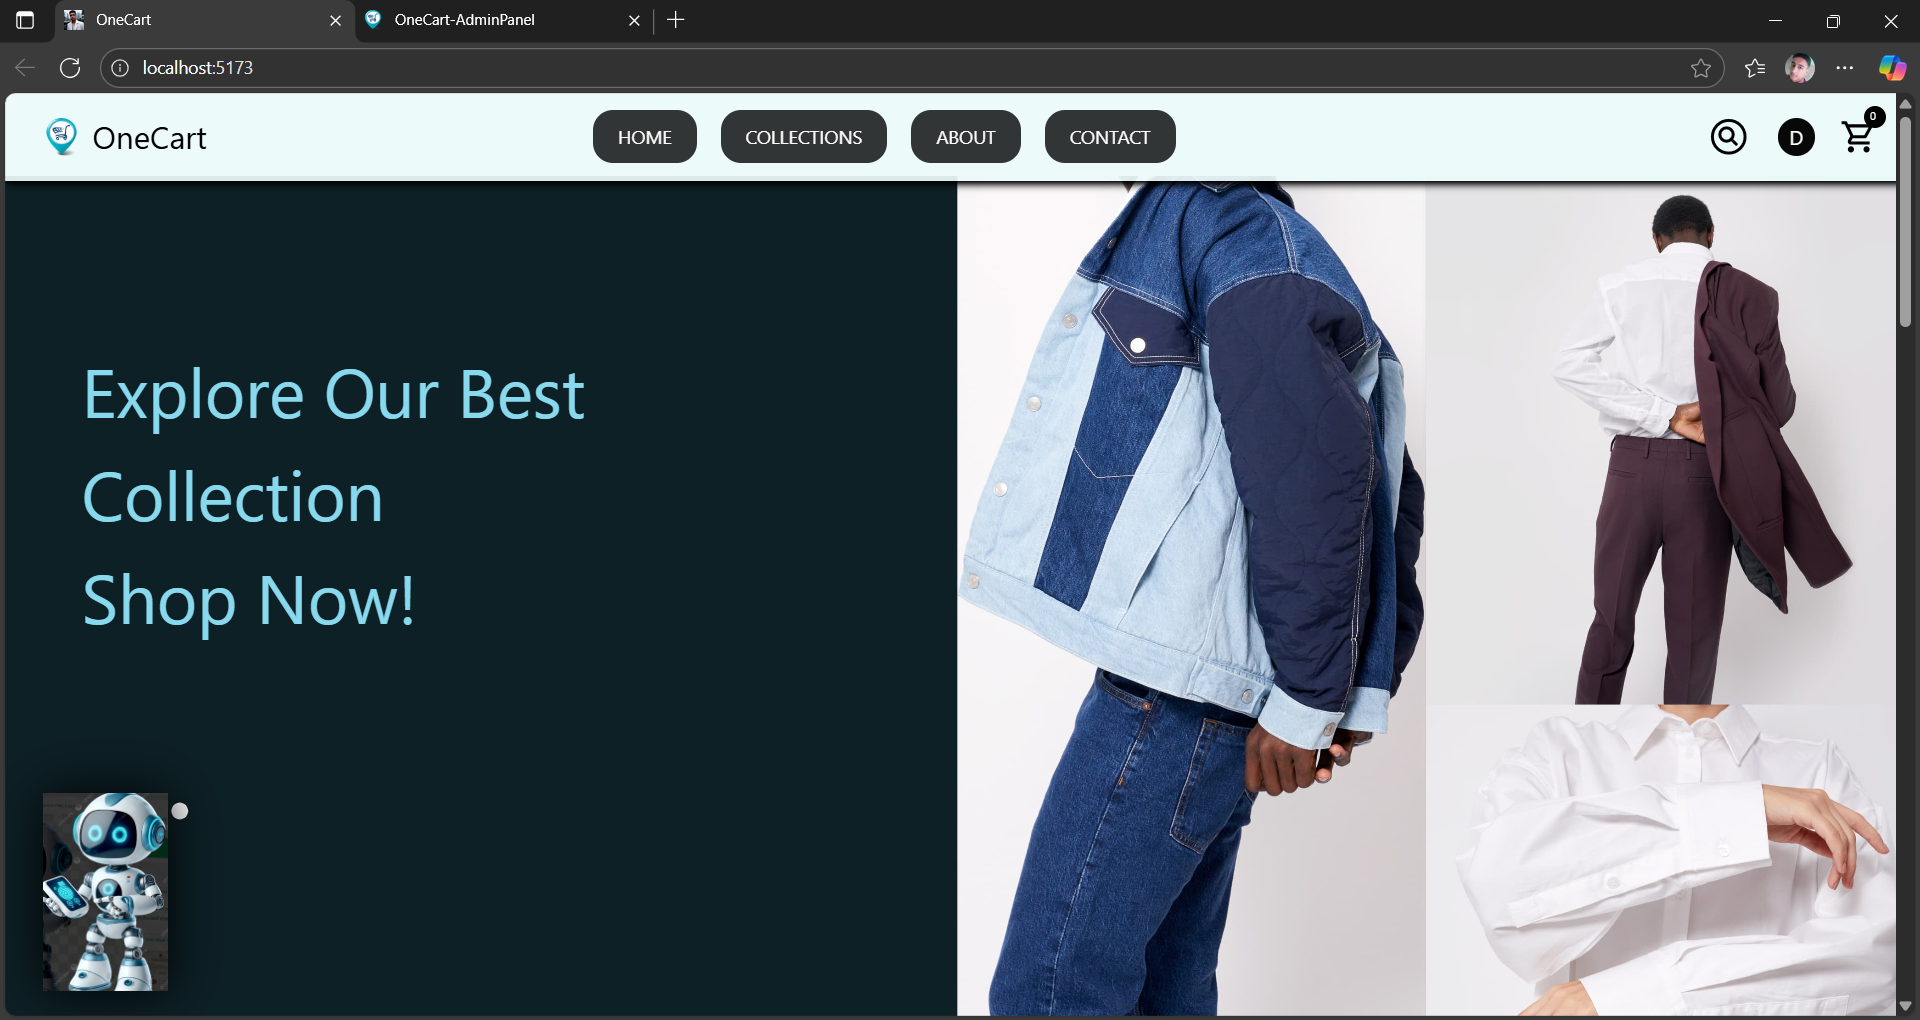 OneCart
OneCart-AdminPanel
localhost:5173
OneCart
HOME
COLLECTIONS
ABOUT
CONTACT
D
0
Explore Our Best
Collection
Shop Now!